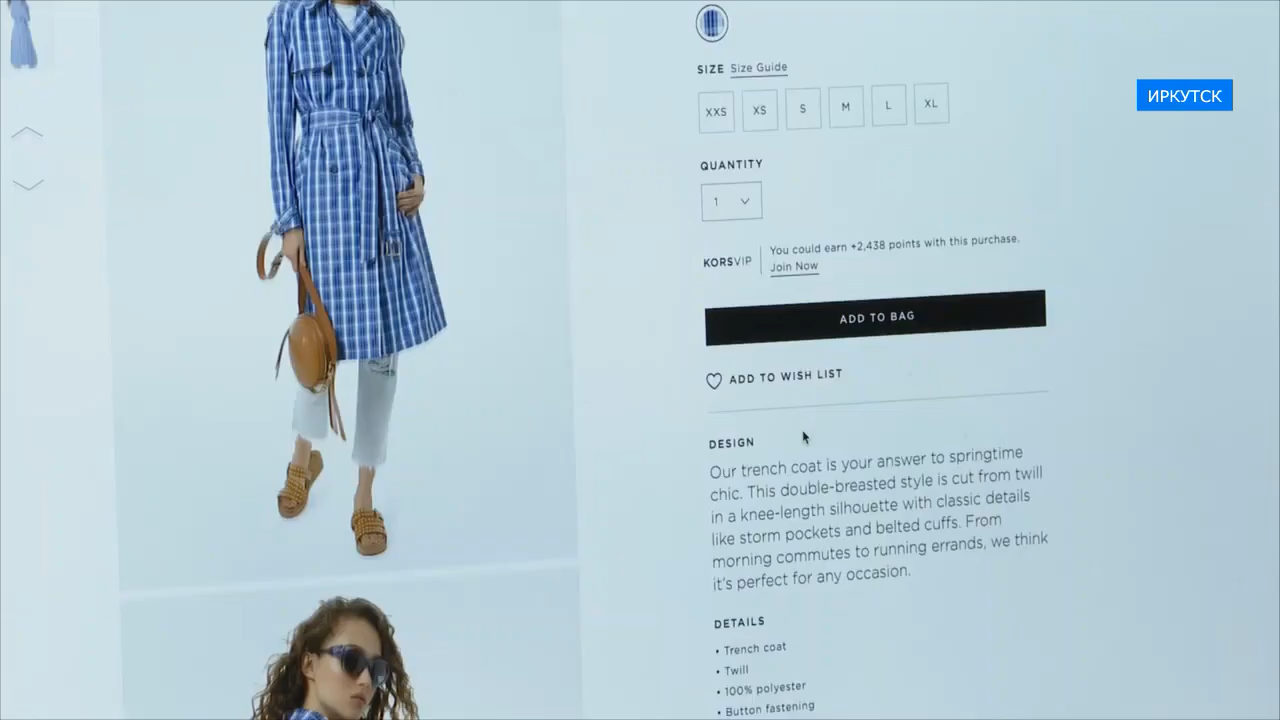 ИРКУТСК
SIZE Size Guide
XXS XS S M L XL
QUANTITY
1
KORSVIP
You could earn +2,438 points with this purchase.
Join Now
ADD TO BAG
ADD TO WISH LIST
DESIGN
Our trench coat is your answer to springtime
chic. This double-breasted style is cut from twill
in a knee-length silhouette with classic details
like storm pockets and belted cuffs. From
morning commutes to running errands, we think
it's perfect for any occasion.
DETAILS
• Trench coat
• Twill
• 100% polyester
• Button fastening